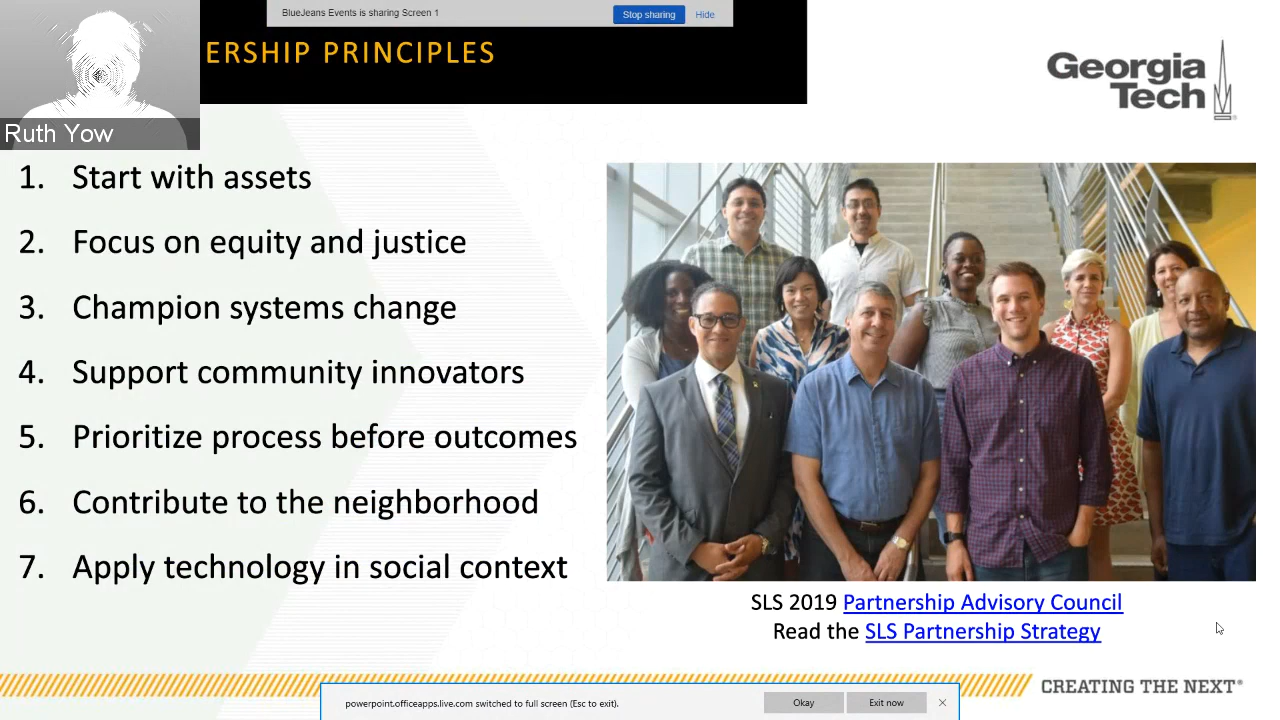 BlueJeans Events is sharing Screen 1
Stop sharing
Hide
ERSHIP PRINCIPLES
Georgia
Tech
Ruth Yow
1. Start with assets
2. Focus on equity and justice
3. Champion systems change
4. Support community innovators
5. Prioritize process before outcomes
6. Contribute to the neighborhood
7. Apply technology in social context
SLS 2019 Partnership Advisory Council
Read the SLS Partnership Strategy
CREATING THE NEXT®
powerpoint.officeapps.live.com switched to full screen (Esc to exit).
Okay
Exit now